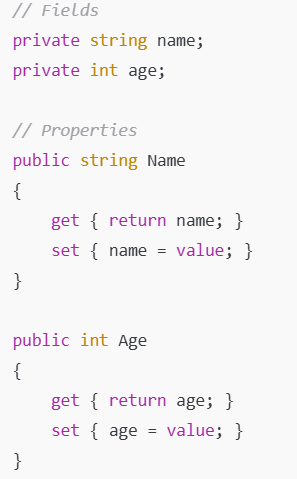 // Fields
private string name;
private int age;

// Properties
public string Name
{
    get { return name; }
    set { name = value; }
}

public int Age
{
    get { return age; }
    set { age = value; }
}